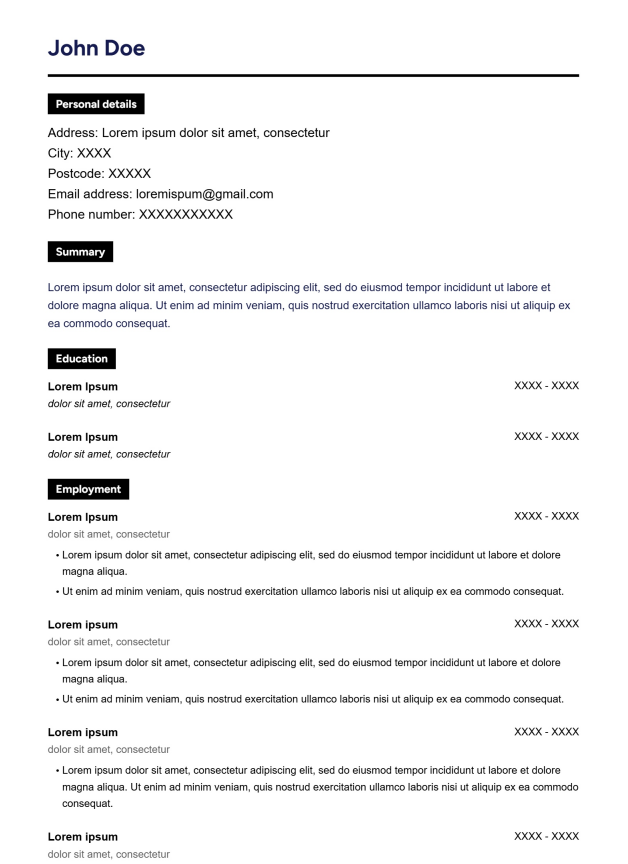 John Doe
Personal details
Address: Lorem ipsum dolor sit amet, consectetur
City: XXXX
Postcode: XXXXX
Email address: loremispum@gmail.com
Phone number: XXXXXXXXXXX
Summary
Lorem ipsum dolor sit amet, consectetur adipiscing elit, sed do eiusmod tempor incididunt ut labore et
dolore magna aliqua. Ut enim ad minim veniam, quis nostrud exercitation ullamco laboris nisi ut aliquip ex
ea commodo consequat.
Education
Lorem Ipsum XXXX - XXXX
dolor sit amet, consectetur
Lorem Ipsum XXXX - XXXX
dolor sit amet, consectetur
Employment
Lorem Ipsum XXXX - XXXX
dolor sit amet, consectetur
• Lorem ipsum dolor sit amet, consectetur adipiscing elit, sed do eiusmod tempor incididunt ut labore et dolore
magna aliqua.
• Ut enim ad minim veniam, quis nostrud exercitation ullamco laboris nisi ut aliquip ex ea commodo consequat.
Lorem ipsum XXXX - XXXX
dolor sit amet, consectetur
• Lorem ipsum dolor sit amet, consectetur adipiscing elit, sed do eiusmod tempor incididunt ut labore et dolore
magna aliqua.
• Ut enim ad minim veniam, quis nostrud exercitation ullamco laboris nisi ut aliquip ex ea commodo consequat.
Lorem ipsum XXXX - XXXX
dolor sit amet, consectetur
• Lorem ipsum dolor sit amet, consectetur adipiscing elit, sed do eiusmod tempor incididunt ut labore et dolore
magna aliqua. Ut enim ad minim veniam, quis nostrud exercitation ullamco laboris nisi ut aliquip ex ea commodo
consequat.
Lorem ipsum XXXX - XXXX
dolor sit amet, consectetur